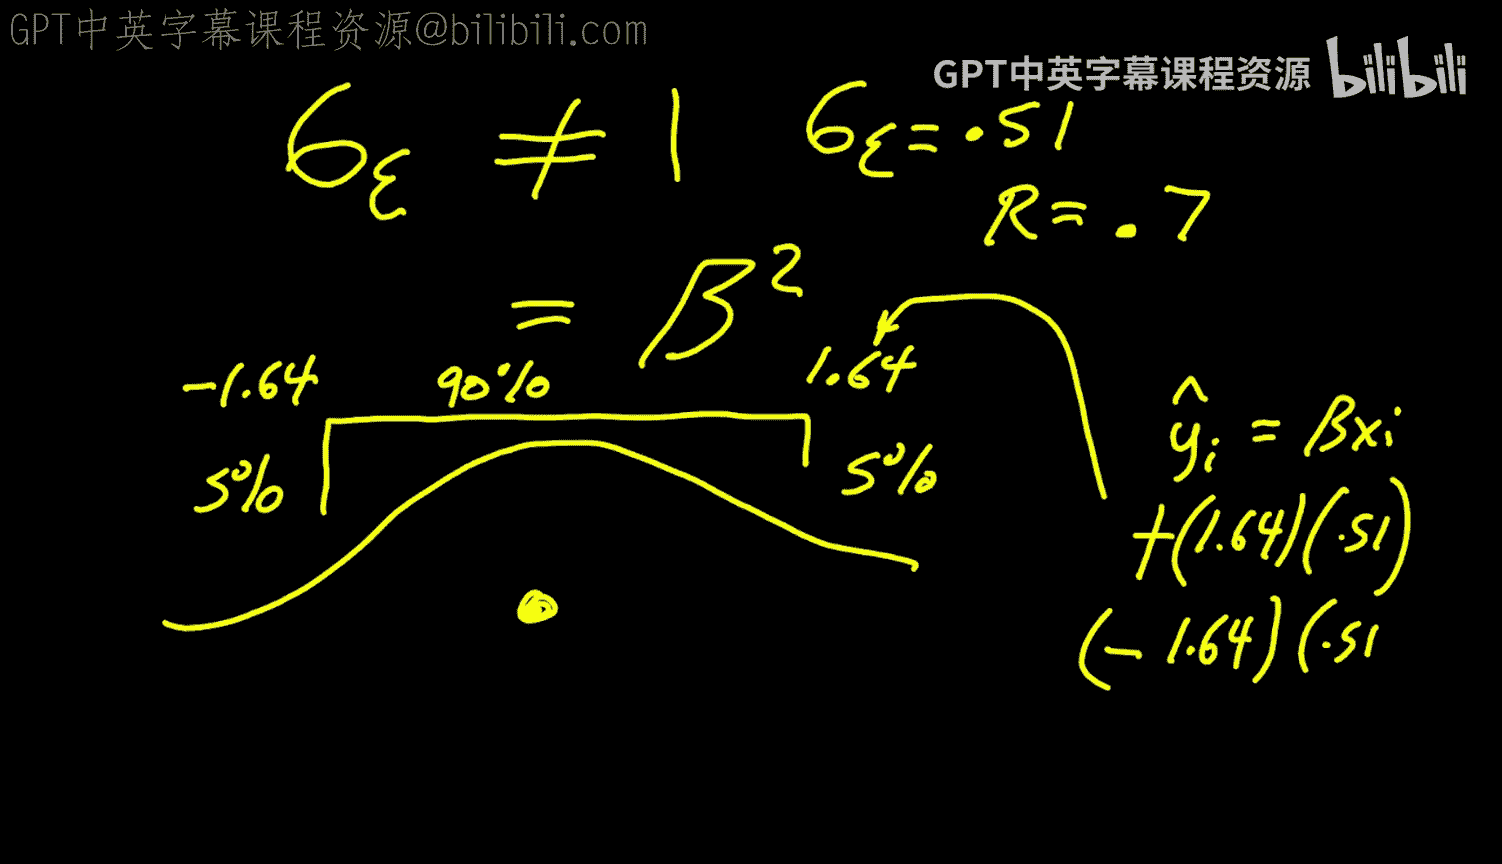 GPT中英字幕课程资源@bilibili.com
GPT中英字幕课程资源 bilibili
σε ≠ 1
σε = .51
R = .7
= β²
-1.64 90% 1.64
5% 5%
ŷi = βxi
+(1.64)(.51)
(-1.64)(.51